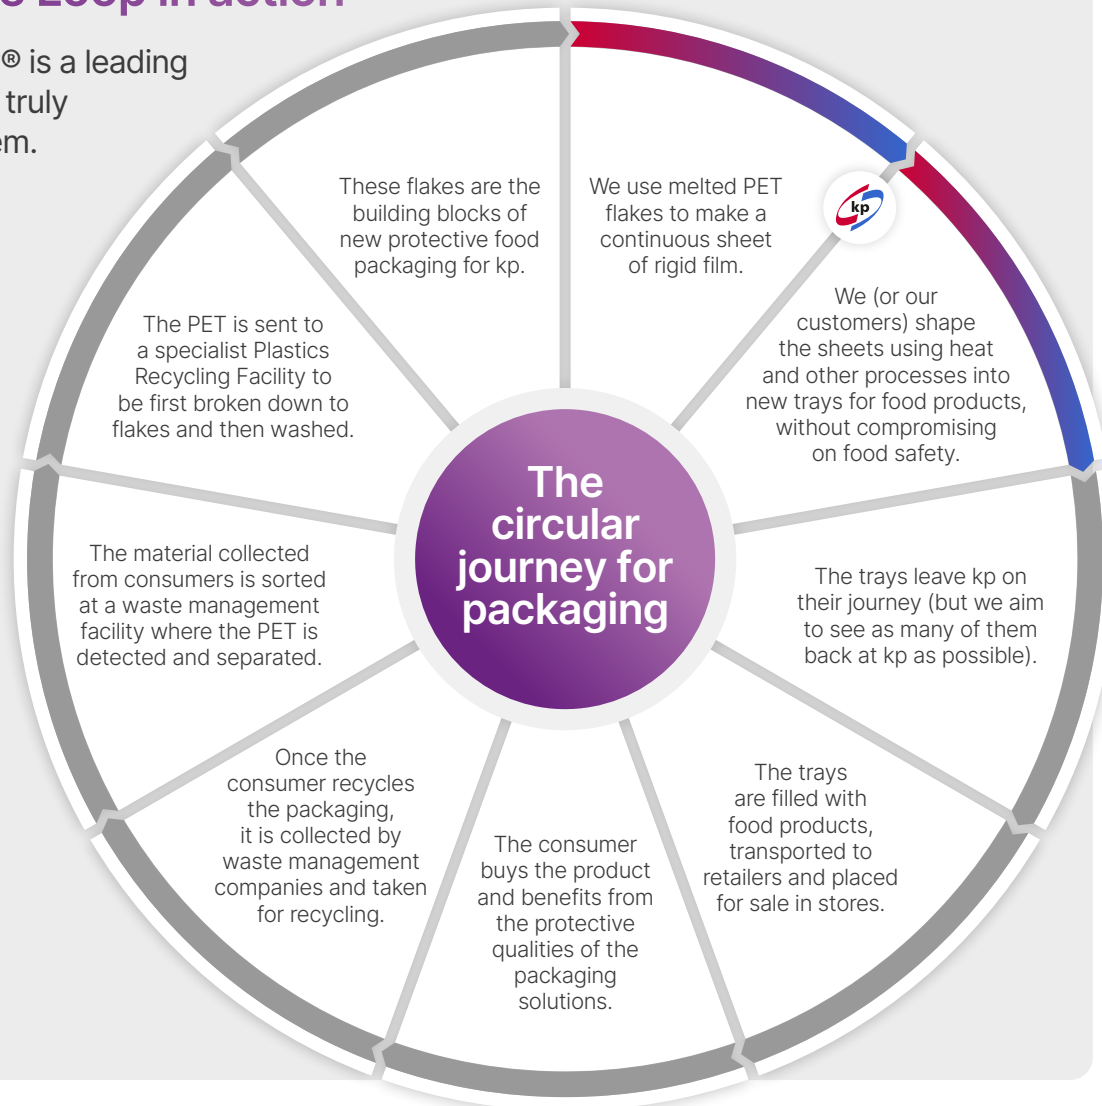 Loop in action
® is a leading
truly
These flakes are the
building blocks of
new protective food
packaging for kp.
We use melted PET
flakes to make a
continuous sheet
of rigid film.
kp
We (or our
customers) shape
the sheets using heat
and other processes into
new trays for food products,
without compromising
on food safety.
The trays leave kp on
their journey (but we aim
to see as many of them
back at kp as possible).
The trays
are filled with
food products,
transported to
retailers and placed
for sale in stores.
The consumer
buys the product
and benefits from
the protective
qualities of the
packaging
solutions.
Once the
consumer recycles
the packaging,
it is collected by
waste management
companies and taken
for recycling.
The material collected
from consumers is sorted
at a waste management
facility where the PET is
detected and separated.
The PET is sent to
a specialist Plastics
Recycling Facility to
be first broken down to
flakes and then washed.
The
circular
journey for
packaging